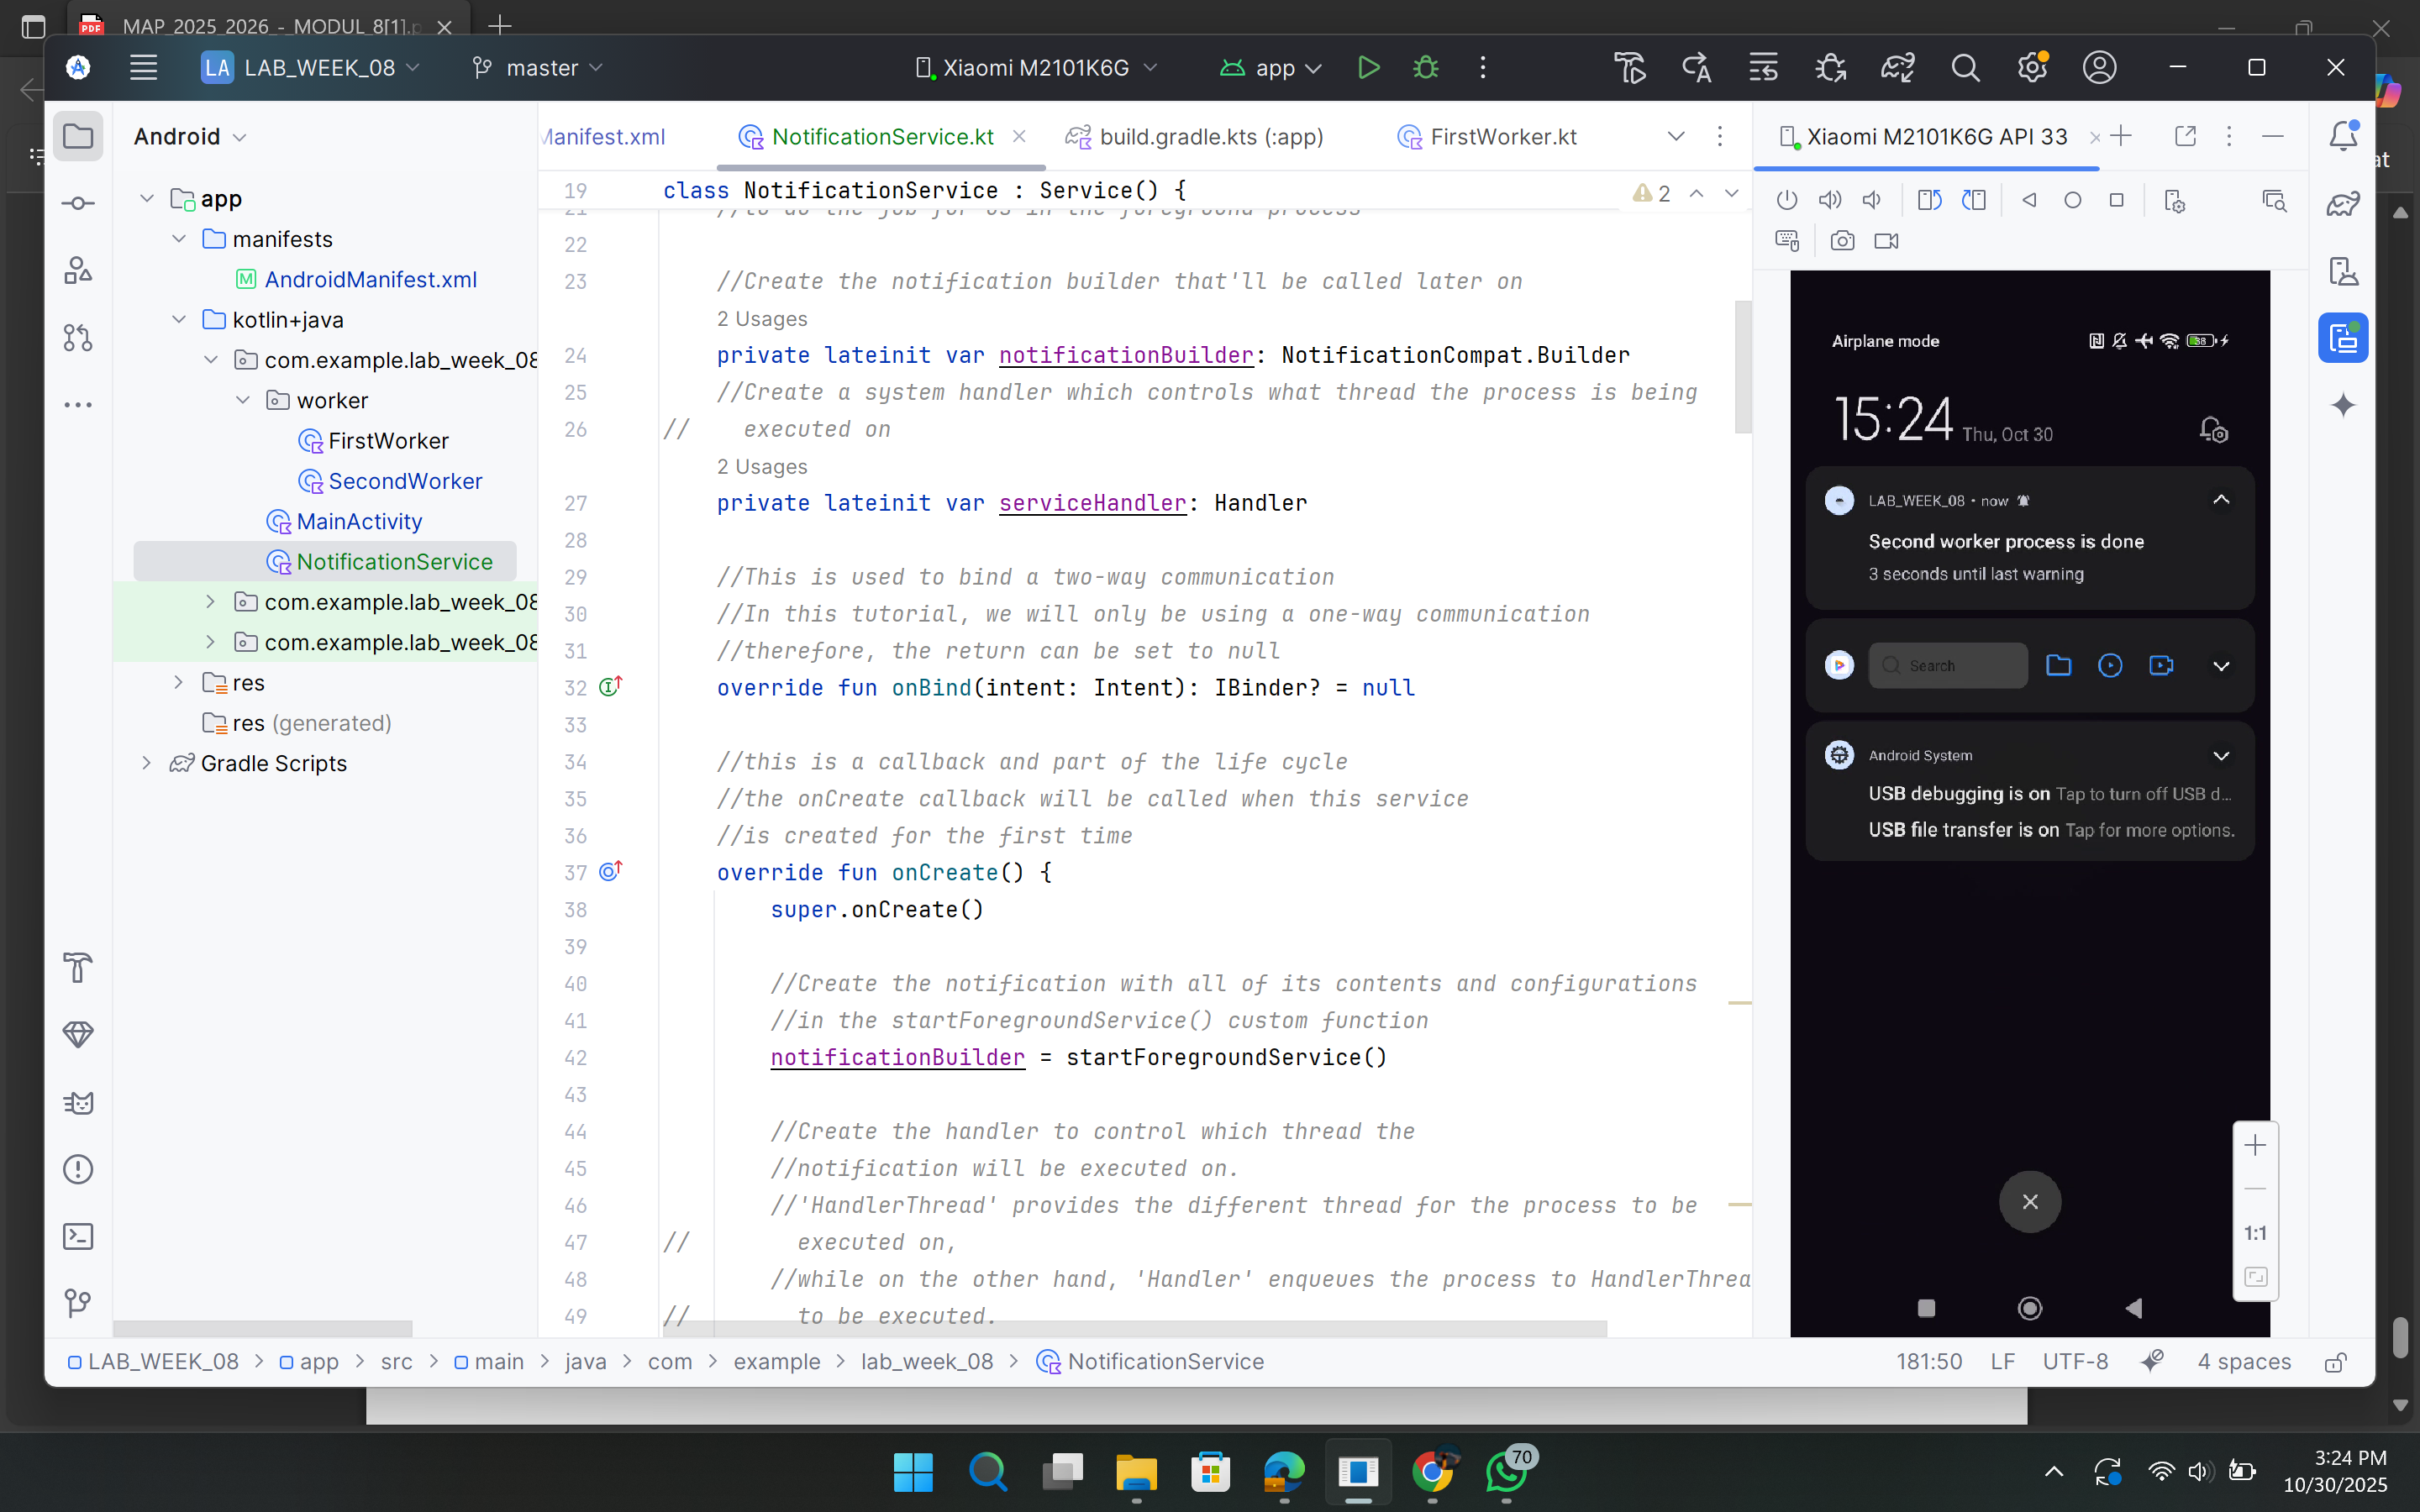 MAP_2025_2026_-_MODUL_8[1].p
LA LAB_WEEK_08
master
Xiaomi M2101K6G
app
Android
Manifest.xml
NotificationService.kt
build.gradle.kts (:app)
FirstWorker.kt
Xiaomi M2101K6G API 33
app
manifests
AndroidManifest.xml
kotlin+java
com.example.lab_week_08
worker
FirstWorker
SecondWorker
MainActivity
NotificationService
com.example.lab_week_08
com.example.lab_week_08
res
res (generated)
Gradle Scripts
19 class NotificationService : Service() {
2
21 //to do the job for us in the foreground process
22
23 //Create the notification builder that'll be called later on
2 Usages
24 private lateinit var notificationBuilder: NotificationCompat.Builder
25 //Create a system handler which controls what thread the process is being
26 // executed on
2 Usages
27 private lateinit var serviceHandler: Handler
28
29 //This is used to bind a two-way communication
30 //In this tutorial, we will only be using a one-way communication
31 //therefore, the return can be set to null
32 override fun onBind(intent: Intent): IBinder? = null
33
34 //this is a callback and part of the life cycle
35 //the onCreate callback will be called when this service
36 //is created for the first time
37 override fun onCreate() {
38 super.onCreate()
39
40 //Create the notification with all of its contents and configurations
41 //in the startForegroundService() custom function
42 notificationBuilder = startForegroundService()
43
44 //Create the handler to control which thread the
45 //notification will be executed on.
46 //'HandlerThread' provides the different thread for the process to be
47 // executed on,
48 //while on the other hand, 'Handler' enqueues the process to HandlerThrea
49 // to be executed.
Airplane mode
38
15:24 Thu, Oct 30
LAB_WEEK_08 • now
Second worker process is done
3 seconds until last warning
Search
Android System
USB debugging is on Tap to turn off USB d...
USB file transfer is on Tap for more options.
1:1
at
LAB_WEEK_08 > app > src > main > java > com > example > lab_week_08 > NotificationService
181:50 LF UTF-8 4 spaces
70
3:24 PM
10/30/2025